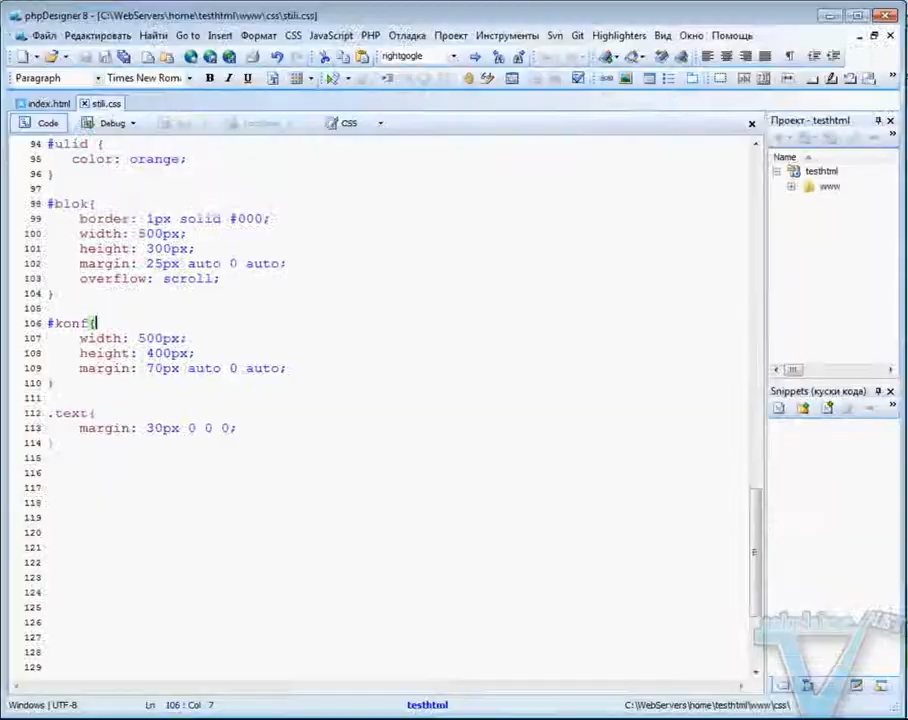 phpDesigner 8 - [C:\WebServers\home\testhtml\www\css\stili.css]
Файл Редактировать Найти Go to Insert Формат CSS JavaScript PHP Отладка Проект Инструменты Svn Git Highlighters Вид Окно Помощь
rightgogle
Paragraph Times New Rom: B I U
index.html stili.css
Code Debug CSS
Проект - testhtml
Name
testhtml
www
Snippets (куски кода)
94 #ulid {
95 color: orange;
96 }
97
98 #blok{
99 border: 1px solid #000;
100 width: 500px;
101 height: 300px;
102 margin: 25px auto 0 auto;
103 overflow: scroll;
104 }
105
106 #konf{
107 width: 500px;
108 height: 400px;
109 margin: 70px auto 0 auto;
110 }
111
112 .text{
113 margin: 30px 0 0 0;
114 }
115
116
117
118
119
120
121
122
123
124
125
126
127
128
129
Windows | UTF-8 Ln 106 : Col 7 testhtml C:\WebServers\home\testhtml\www\css\